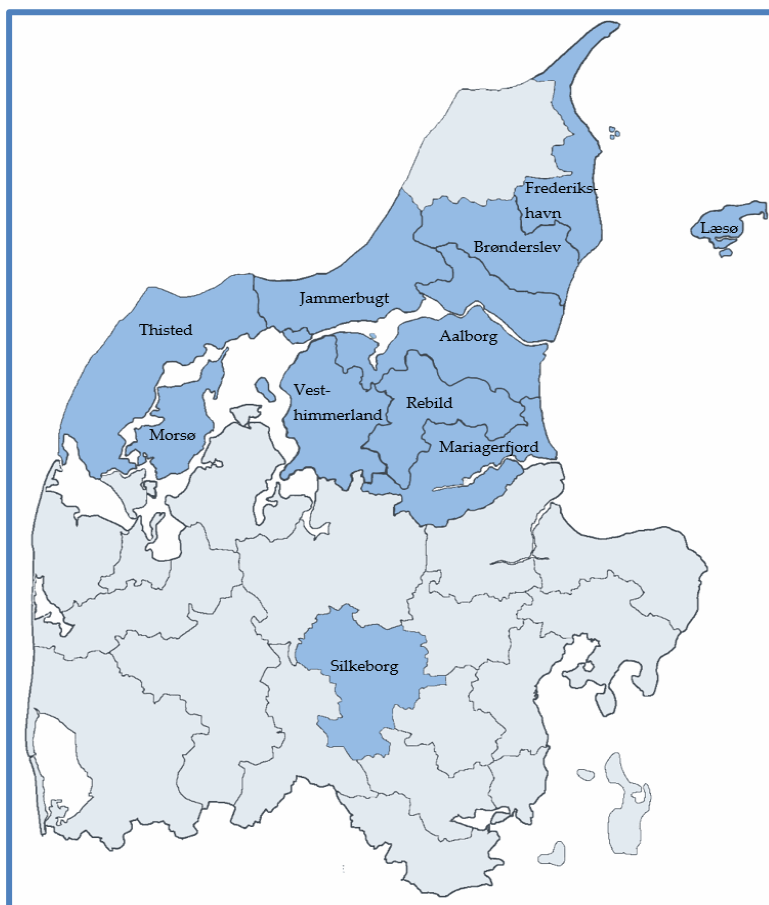 Frederiks-
havn
Læsø
Brønderslev
Jammerbugt
Thisted
Aalborg
Vest-
himmerland
Rebild
Morsø
Mariagerfjord
Silkeborg